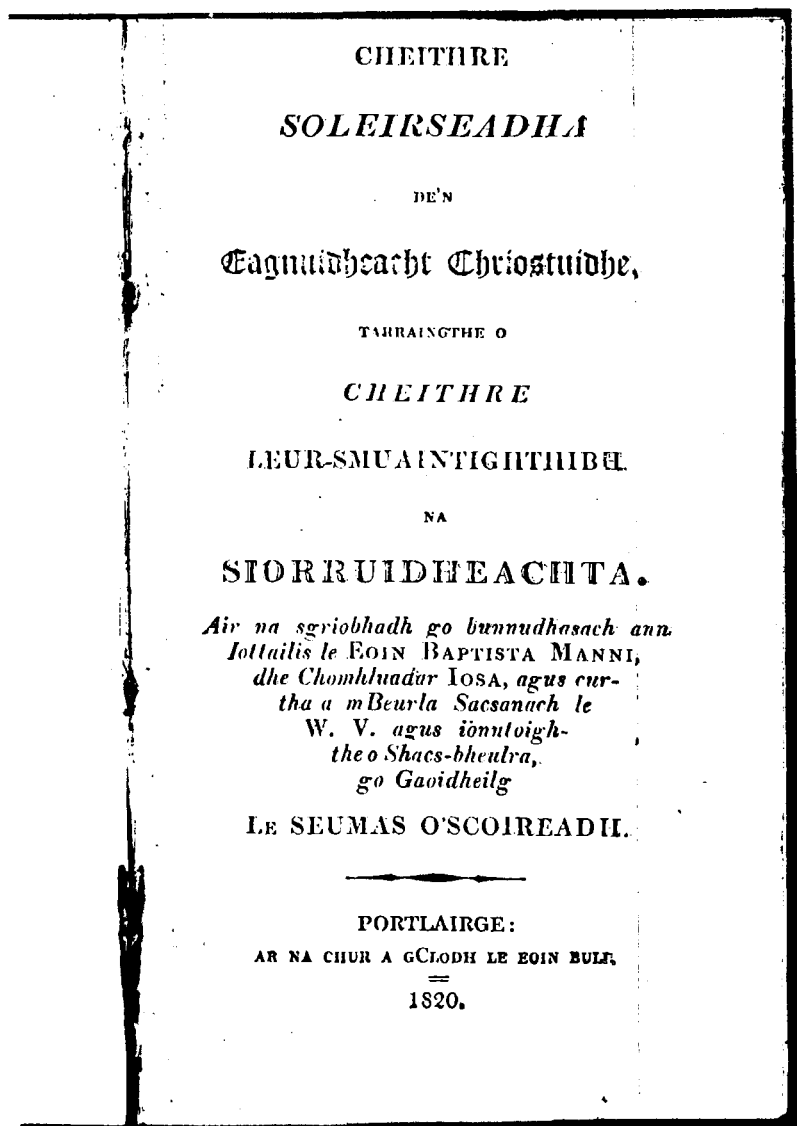 CHEITHRE
SOLEIRSEADHA
DE'N
Eagnuidheacht Chriostuidhe,
TARRAINGTHE O
CHEITHRE
LEUR-SMUAINTIGHTHIBH
NA
SIORRUIDHEACHTA.
Air na sgriobhadh go bunnudhasach ann
Iottailis le EOIN BAPTISTA MANNI,
dhe Chomhluadar IOSA, agus cur-
tha a mBeurla Sacsanach le
W. V. agus ionntoigh-
the o Shacs-bheulra,
go Gaoidheilg
LE SEUMAS O'SCOIREADH.
PORTLAIRGE:
AR NA CHUR A GCLODH LE EOIN BULL,
1820.